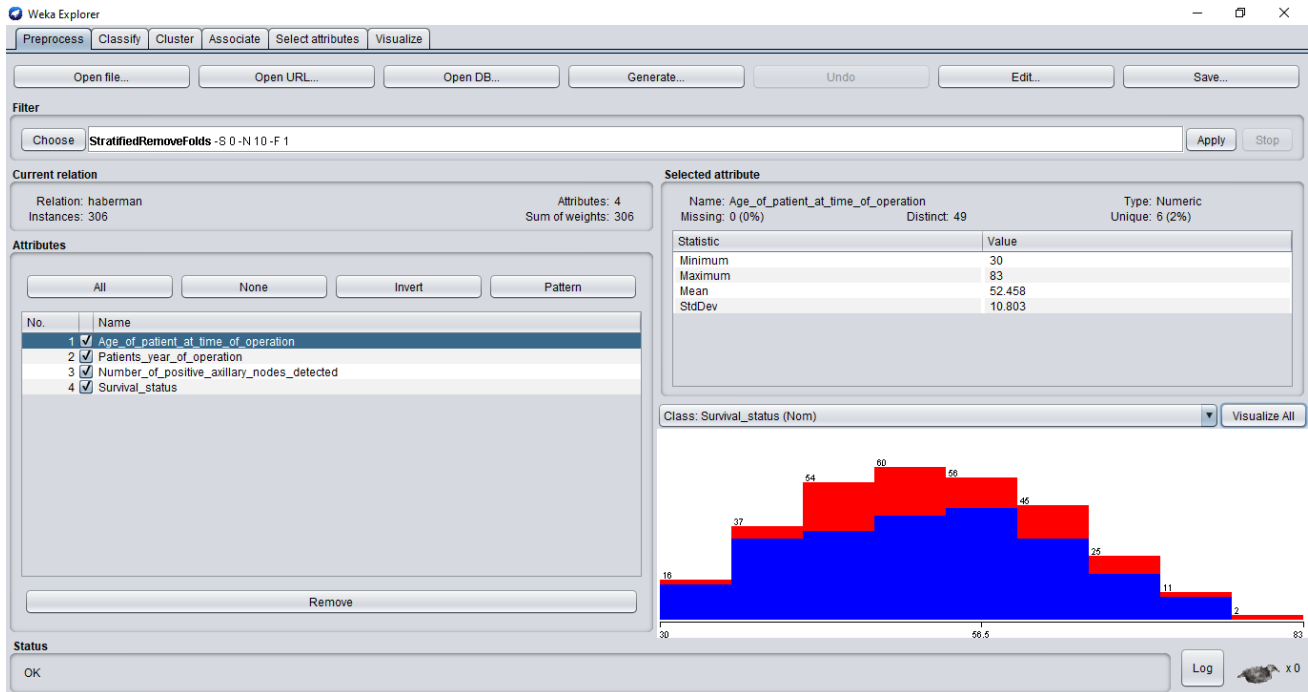 Weka Explorer
Preprocess Classify Cluster Associate Select attributes Visualize
Open file... Open URL... Open DB... Generate... Undo Edit... Save...
Filter
Choose StratifiedRemoveFolds -S 0 -N 10 -F 1 Apply Stop
Current relation
Relation: haberman Attributes: 4
Instances: 306 Sum of weights: 306
Attributes
All None Invert Pattern
No. Name
1 Age_of_patient_at_time_of_operation
2 Patients_year_of_operation
3 Number_of_positive_axillary_nodes_detected
4 Survival_status
Remove
Selected attribute
Name: Age_of_patient_at_time_of_operation Type: Numeric
Missing: 0 (0%) Distinct: 49 Unique: 6 (2%)
Statistic Value
Minimum 30
Maximum 83
Mean 52.458
StdDev 10.803
Class: Survival_status (Nom) Visualize All
16 37 54 60 56 45 25 11 2
30 56.5 83
Status
OK Log x 0